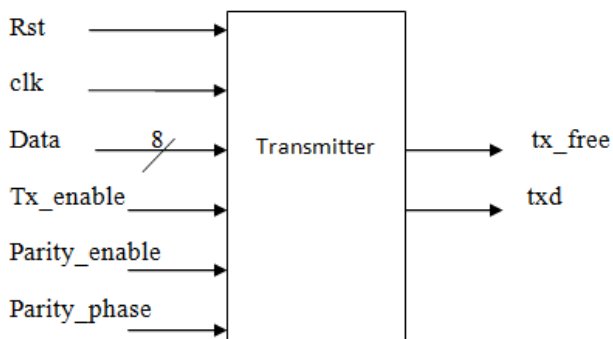 Rst
clk
Data 8
Tx_enable
Parity_enable
Parity_phase
Transmitter
tx_free
txd